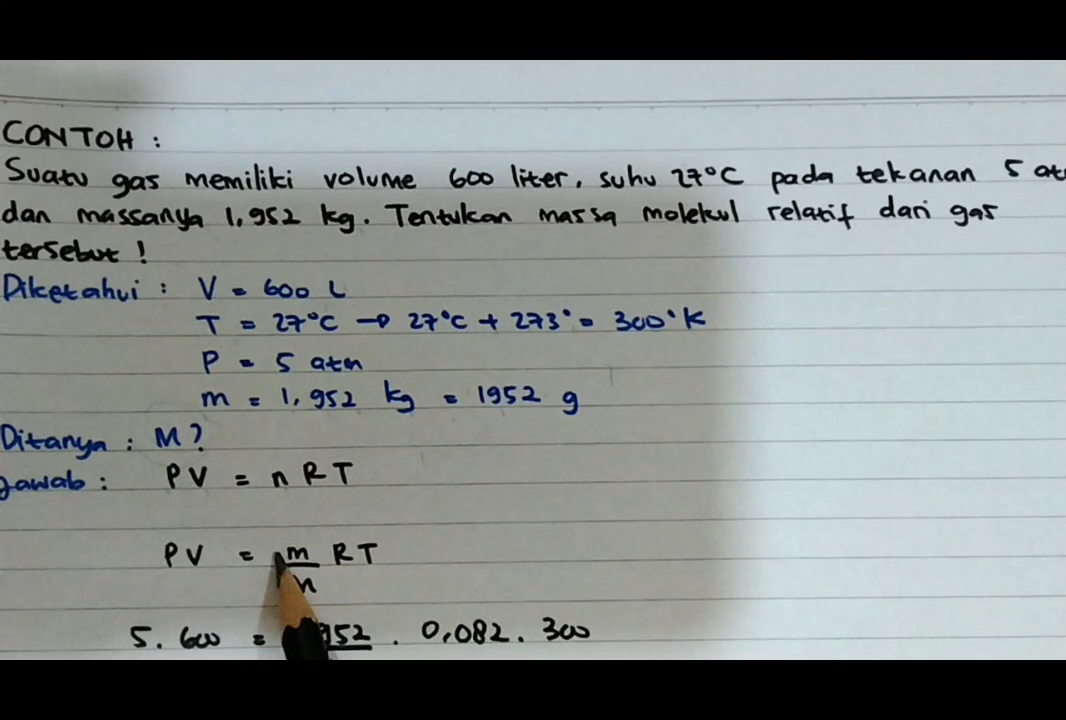 CONTOH :
Suatu gas memiliki volume 600 liter, suhu 27°C pada tekanan 5
dan massanya 1,952 kg. Tentukan massa molekul relatif dari gas
tersebut !
Diketahui : V = 600 L
T = 27°C → 27°C + 273° = 300°K
P = 5 atm
m = 1,952 kg = 1952 g
Ditanya : M?
Jawab : PV = nRT
PV = m RT
5. 600 = . 0,082. 300